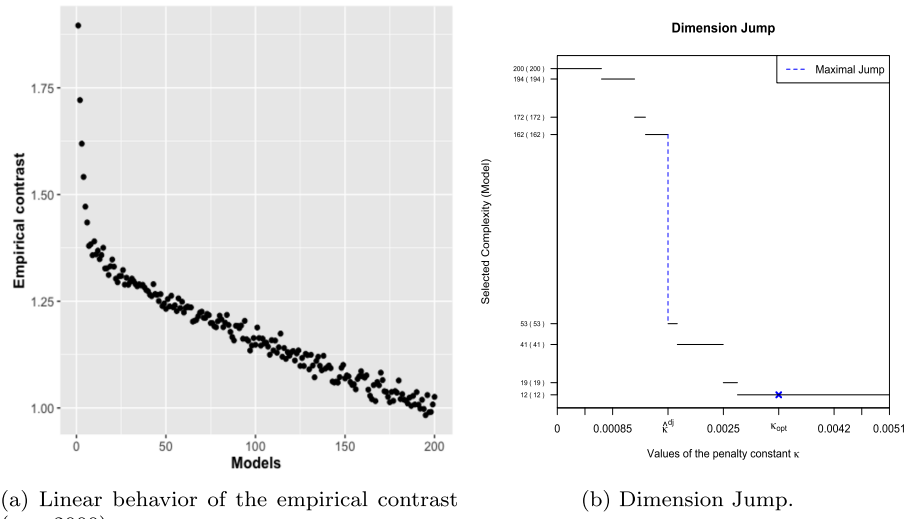 Dimension Jump
Empirical contrast
1.75
1.50
1.25
1.00
0 50 100 150 200
Models
Maximal Jump
Selected Complexity (Model)
200 ( 200 )
194 ( 194 )
172 ( 172 )
162 ( 162 )
53 ( 53 )
41 ( 41 )
19 ( 19 )
12 ( 12 )
0 0.00085 κ̂^dj 0.0025 κopt 0.0042 0.0051
Values of the penalty constant κ
(a) Linear behavior of the empirical contrast
(b) Dimension Jump.